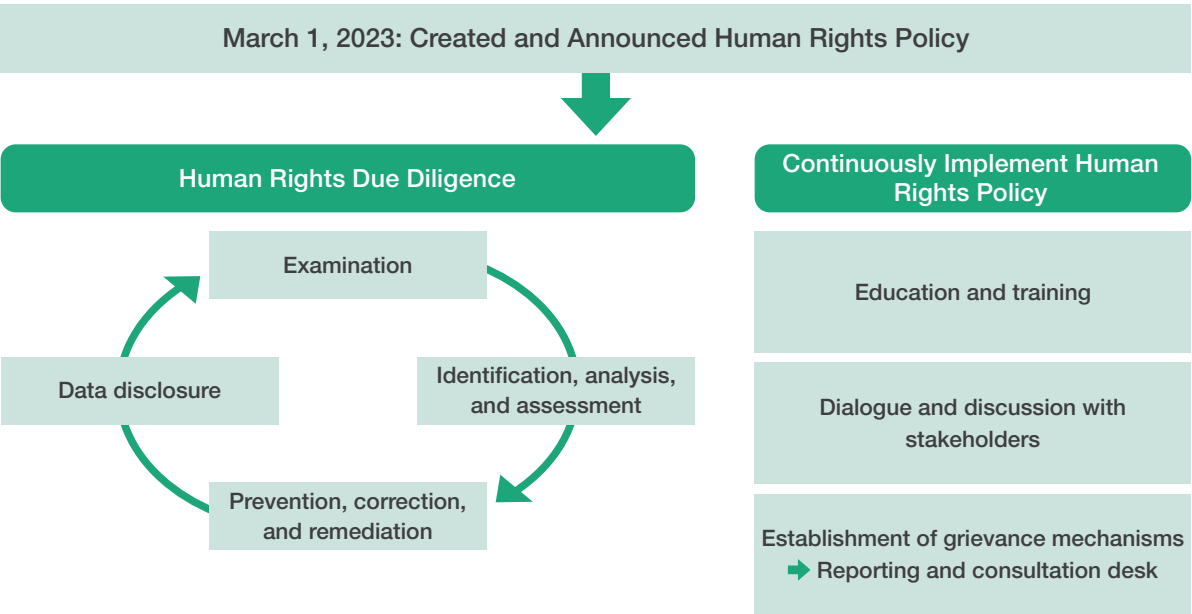 March 1, 2023: Created and Announced Human Rights Policy
Human Rights Due Diligence
Examination
Identification, analysis,
and assessment
Prevention, correction,
and remediation
Data disclosure
Continuously Implement Human
Rights Policy
Education and training
Dialogue and discussion with
stakeholders
Establishment of grievance mechanisms
Reporting and consultation desk